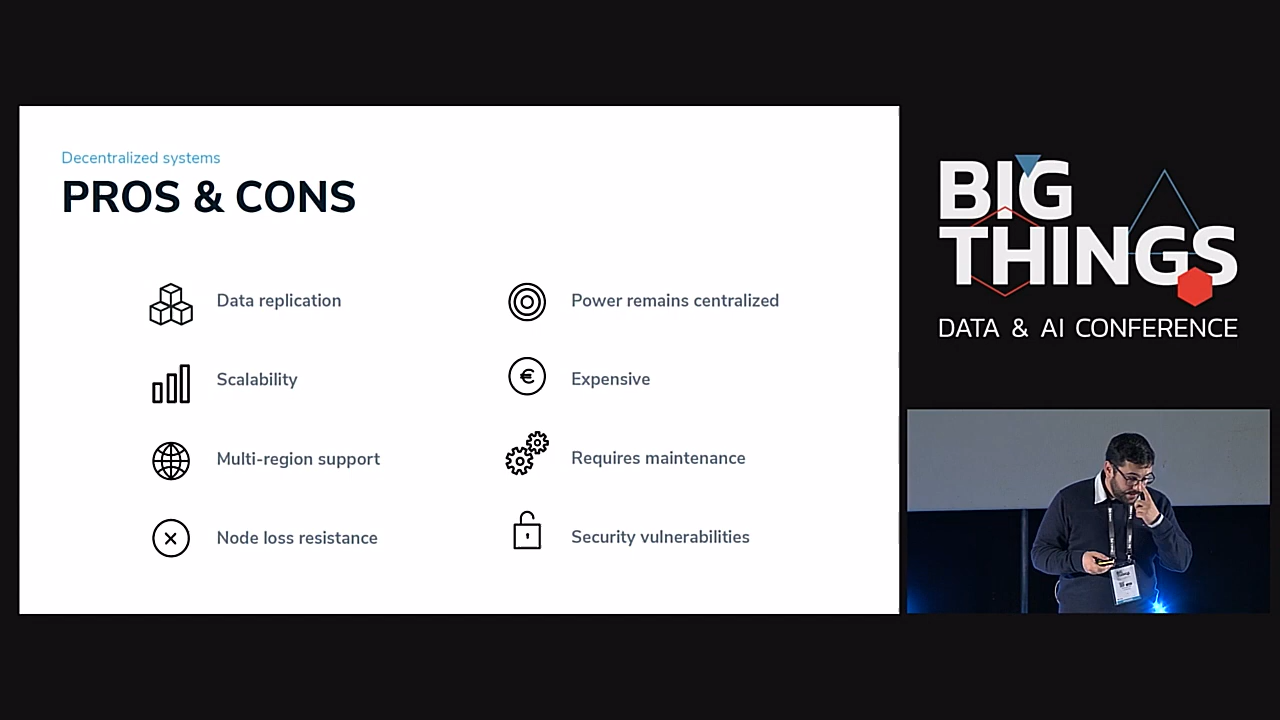 Decentralized systems
PROS & CONS
Data replication
Scalability
Multi-region support
Node loss resistance
Power remains centralized
Expensive
Requires maintenance
Security vulnerabilities
BIG
THINGS
DATA & AI CONFERENCE